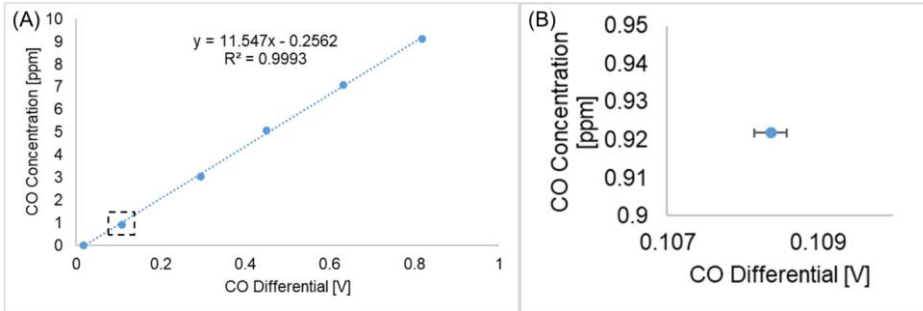 (A)
y = 11.547x - 0.2562
R² = 0.9993
CO Concentration [ppm]
10
9
8
7
6
5
4
3
2
1
0
0 0.2 0.4 0.6 0.8 1
CO Differential [V]
(B)
CO Concentration
[ppm]
0.95
0.94
0.93
0.92
0.91
0.9
0.107 0.109
CO Differential [V]